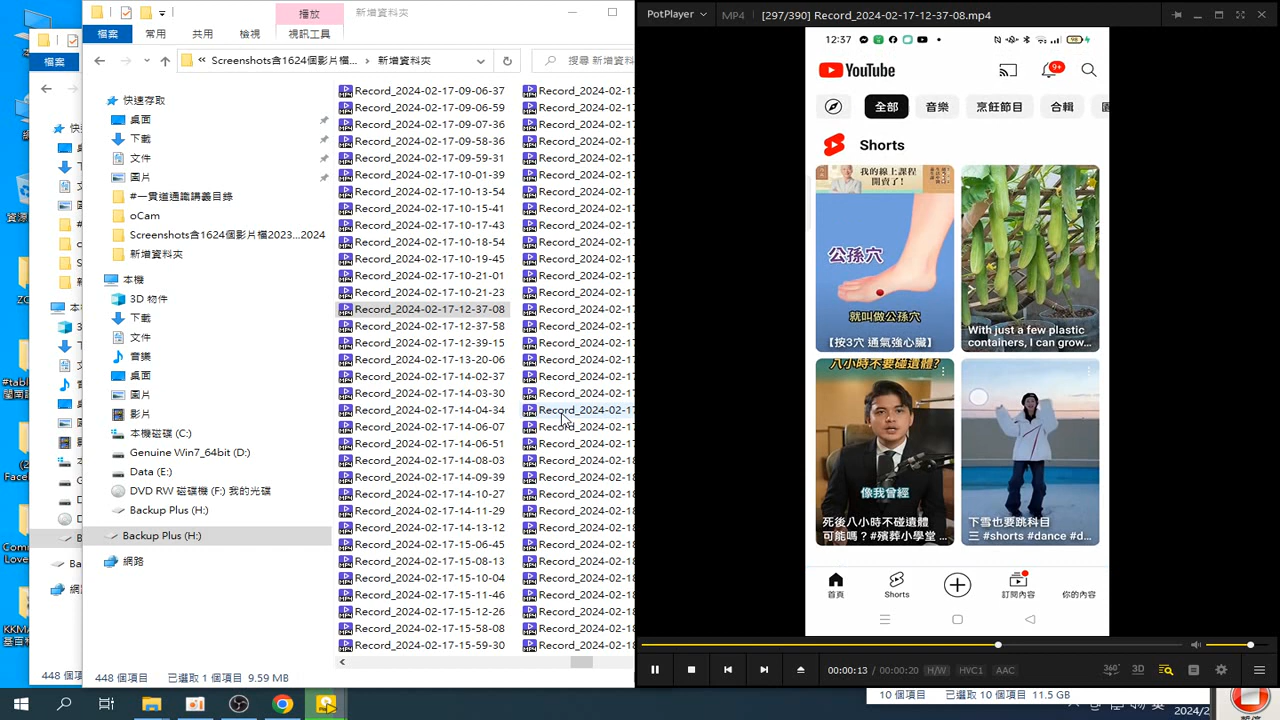 播放
新增資料夾
檔案
常用
共用
檢視
視訊工具
« Screenshots含1624個影片檔... > 新增資料夾
搜尋 新增資料
檔案
快速存取
桌面
下載
文件
圖片
#一貫道通識講義目錄
oCam
Screenshots含1624個影片檔2023...2024
新增資料夾
本機
3D 物件
下載
文件
音樂
桌面
圖片
影片
本機磁碟 (C:)
Genuine Win7_64bit (D:)
Data (E:)
DVD RW 磁碟機 (F:) 我的光碟
Backup Plus (H:)
Backup Plus (H:)
網路
Record_2024-02-17-09-06-37
Record_2024-02-17-09-06-59
Record_2024-02-17-09-07-36
Record_2024-02-17-09-58-36
Record_2024-02-17-09-59-31
Record_2024-02-17-10-01-39
Record_2024-02-17-10-13-54
Record_2024-02-17-10-15-41
Record_2024-02-17-10-17-43
Record_2024-02-17-10-18-54
Record_2024-02-17-10-19-45
Record_2024-02-17-10-21-01
Record_2024-02-17-10-21-23
Record_2024-02-17-12-37-08
Record_2024-02-17-12-37-58
Record_2024-02-17-12-39-15
Record_2024-02-17-13-20-06
Record_2024-02-17-14-02-37
Record_2024-02-17-14-03-30
Record_2024-02-17-14-04-34
Record_2024-02-17-14-06-07
Record_2024-02-17-14-06-51
Record_2024-02-17-14-08-03
Record_2024-02-17-14-09-39
Record_2024-02-17-14-10-27
Record_2024-02-17-14-11-29
Record_2024-02-17-14-13-12
Record_2024-02-17-15-06-45
Record_2024-02-17-15-08-13
Record_2024-02-17-15-10-04
Record_2024-02-17-15-11-46
Record_2024-02-17-15-12-26
Record_2024-02-17-15-58-08
Record_2024-02-17-15-59-30
448 個項目
已選取 1 個項目 9.59 MB
PotPlayer
MP4
[297/390] Record_2024-02-17-12-37-08.mp4
12:37
98
YouTube
9+
全部
音樂
烹飪節目
合輯
Shorts
我的線上課程
開賣了!
公孫穴
就叫做公孫穴
【按3穴 通氣強心臟】
With just a few plastic
containers, I can grow...
八小時不要碰遺體?
像我曾經
死後八小時不碰遺體
可能嗎？#殯葬小學堂 ...
下雪也要跳科目
三 #shorts #dance #d...
首頁
Shorts
訂閱內容
你的內容
00:00:13 / 00:00:20
H/W
HVC1
AAC
360°
3D
10 個項目
已選取 10 個項目 11.5 GB
2024/2